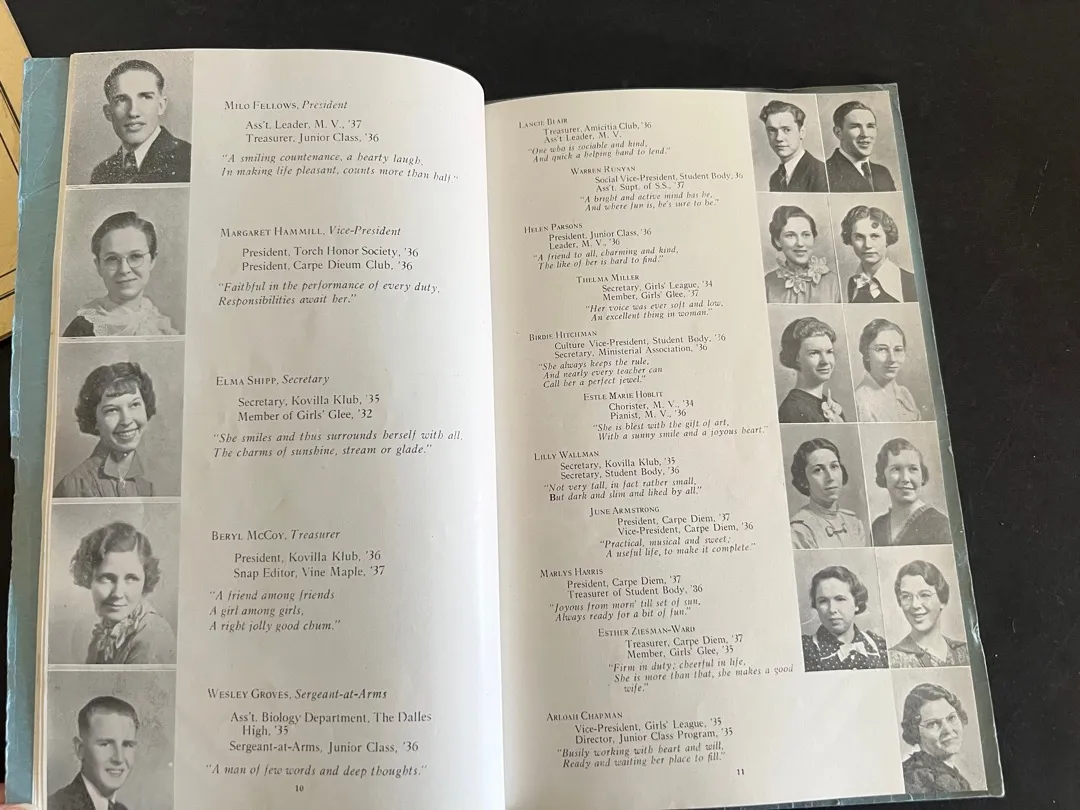 MILO FELLOWS, President
Ass't. Leader, M. V., '37
Treasurer, Junior Class, '36
"A smiling countenance, a hearty laugh,
In making life pleasant, counts more than half."
MARGARET HAMMILL, Vice-President
President, Torch Honor Society, '36
President, Carpe Dieum Club, '36
"Faithful in the performance of every duty,
Responsibilities await her."
ELMA SHIPP, Secretary
Secretary, Kovilla Klub, '35
Member of Girls' Glee, '32
"She smiles and thus surrounds herself with all,
The charms of sunshine, stream or glade."
BERYL MCCOY, Treasurer
President, Kovilla Klub, '36
Snap Editor, Vine Maple, '37
"A friend among friends
A girl among girls,
A right jolly good chum."
WESLEY GROVES, Sergeant-at-Arms
Ass't. Biology Department, The Dalles
High, '35
Sergeant-at-Arms, Junior Class, '36
"A man of few words and deep thoughts."
10
LANCIE BLAIR
Treasurer, Amicitia Club, '36
Ass't Leader, M. V.
"One who is sociable and kind,
And quick a helping hand to lend."
WARREN RUNYAN
Social Vice-President, Student Body, '36
Ass't. Supt. of S.S., '37
"A bright and active mind has he,
And where fun is, he's sure to be."
HELEN PARSONS
President, Junior Class, '36
Leader, M. V., '36
"A friend to all, charming and kind,
The like of her is hard to find."
THELMA MILLER
Secretary, Girls' League, '34
Member, Girls' Glee, '37
"Her voice was ever soft and low,
An excellent thing in woman."
BIRDIE HITCHMAN
Culture Vice-President, Student Body, '36
Secretary, Ministerial Association, '36
"She always keeps the rule,
And nearly every teacher can
Call her a perfect jewel."
ESTLE MARIE HOBLIT
Chorister, M. V., '34
Pianist, M. V., '36
"She is blest with the gift of art,
With a sunny smile and a joyous heart."
LILLY WALLMAN
Secretary, Kovilla Klub, '35
Secretary, Student Body, '36
"Not very tall, in fact rather small,
But dark and slim and liked by all."
JUNE ARMSTRONG
President, Carpe Diem, '37
Vice-President, Carpe Diem, '36
"Practical, musical and sweet;
A useful life, to make it complete."
MARLYS HARRIS
President, Carpe Diem, '37
Treasurer of Student Body, '36
"Joyous from morn' till set of sun,
Always ready for a bit of fun."
ESTHER ZIESMAN-WARD
Treasurer, Carpe Diem, '37
Member, Girls' Glee, '35
"Firm in duty; cheerful in life,
She is more than that, she makes a good
wife."
ARLOAH CHAPMAN
Vice-President, Girls' League, '35
Director, Junior Class Program, '35
"Busily working with heart and will,
Ready and waiting her place to fill."
11